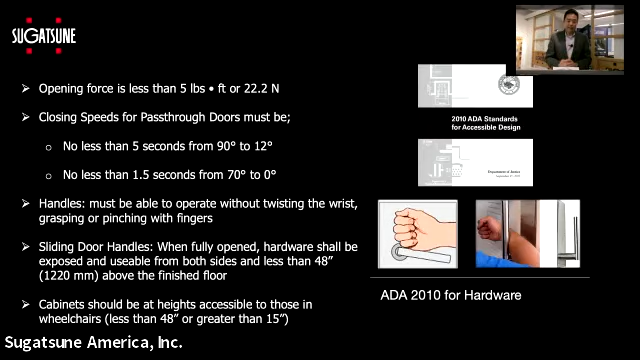 SUGATSUNE
Opening force is less than 5 lbs • ft or 22.2 N
Closing Speeds for Passthrough Doors must be;
No less than 5 seconds from 90° to 12°
No less than 1.5 seconds from 70° to 0°
Handles: must be able to operate without twisting the wrist,
grasping or pinching with fingers
Sliding Door Handles: When fully opened, hardware shall be
exposed and useable from both sides and less than 48”
(1220 mm) above the finished floor
Cabinets should be at heights accessible to those in
wheelchairs (less than 48” or greater than 15”)
2010 ADA Standards
for Accessible Design
Department of Justice
ADA 2010 for Hardware
Sugatsune America, Inc.